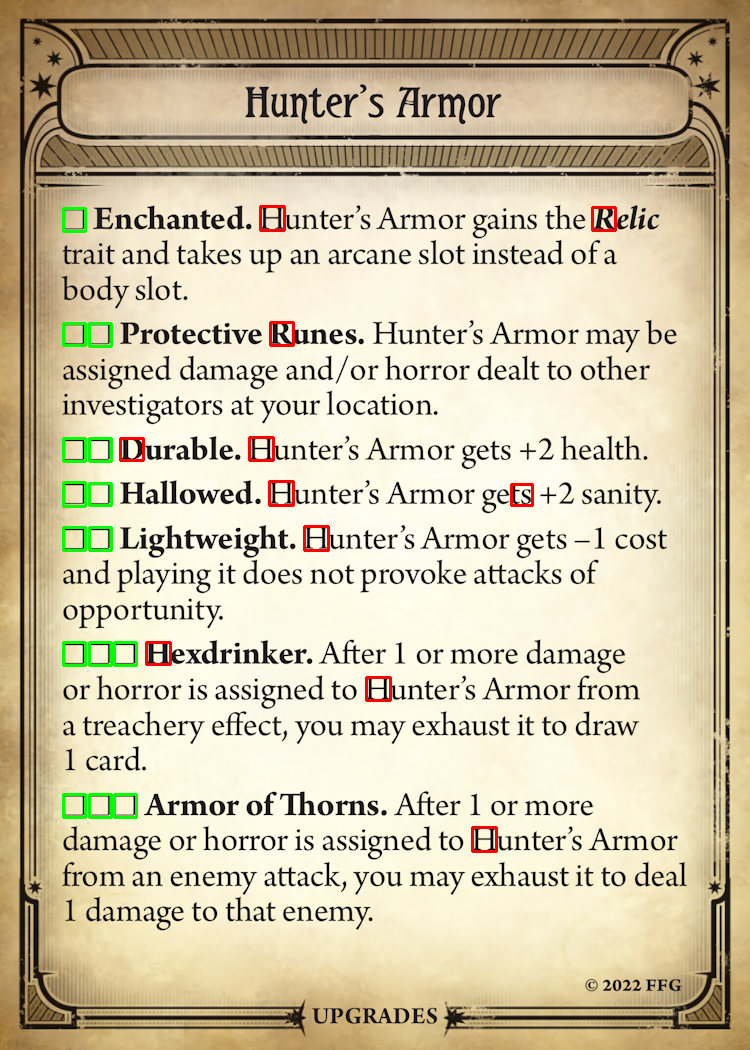 Hunter's Armor
□ Enchanted. Hunter's Armor gains the Relic
trait and takes up an arcane slot instead of a
body slot.
□□ Protective Runes. Hunter's Armor may be
assigned damage and/or horror dealt to other
investigators at your location.
□□ Durable. Hunter's Armor gets +2 health.
□□ Hallowed. Hunter's Armor gets +2 sanity.
□□ Lightweight. Hunter's Armor gets –1 cost
and playing it does not provoke attacks of
opportunity.
□□□ Hexdrinker. After 1 or more damage
or horror is assigned to Hunter's Armor from
a treachery effect, you may exhaust it to draw
1 card.
□□□ Armor of Thorns. After 1 or more
damage or horror is assigned to Hunter's Armor
from an enemy attack, you may exhaust it to deal
1 damage to that enemy.
© 2022 FFG
UPGRADES